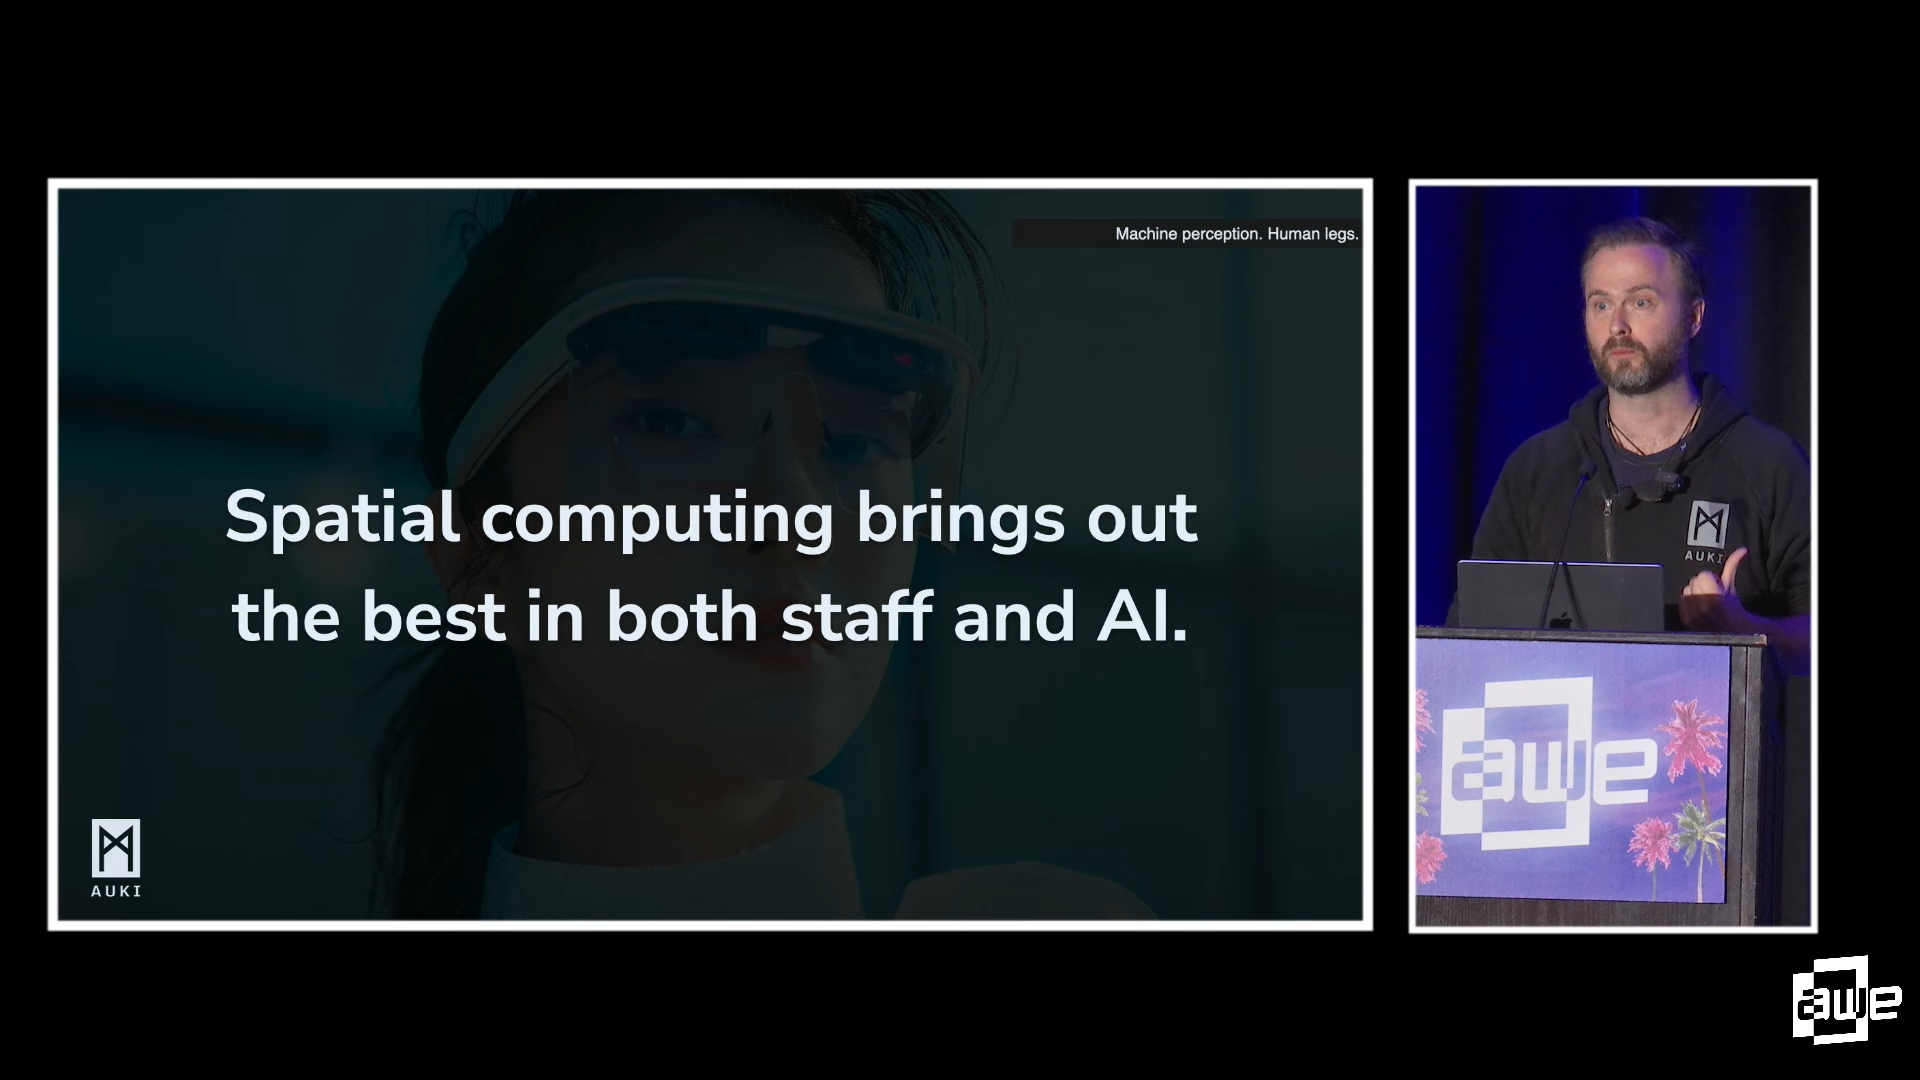 Machine perception. Human legs.
Spatial computing brings out
the best in both staff and AI.
AUKI
AUKI
awe
awe